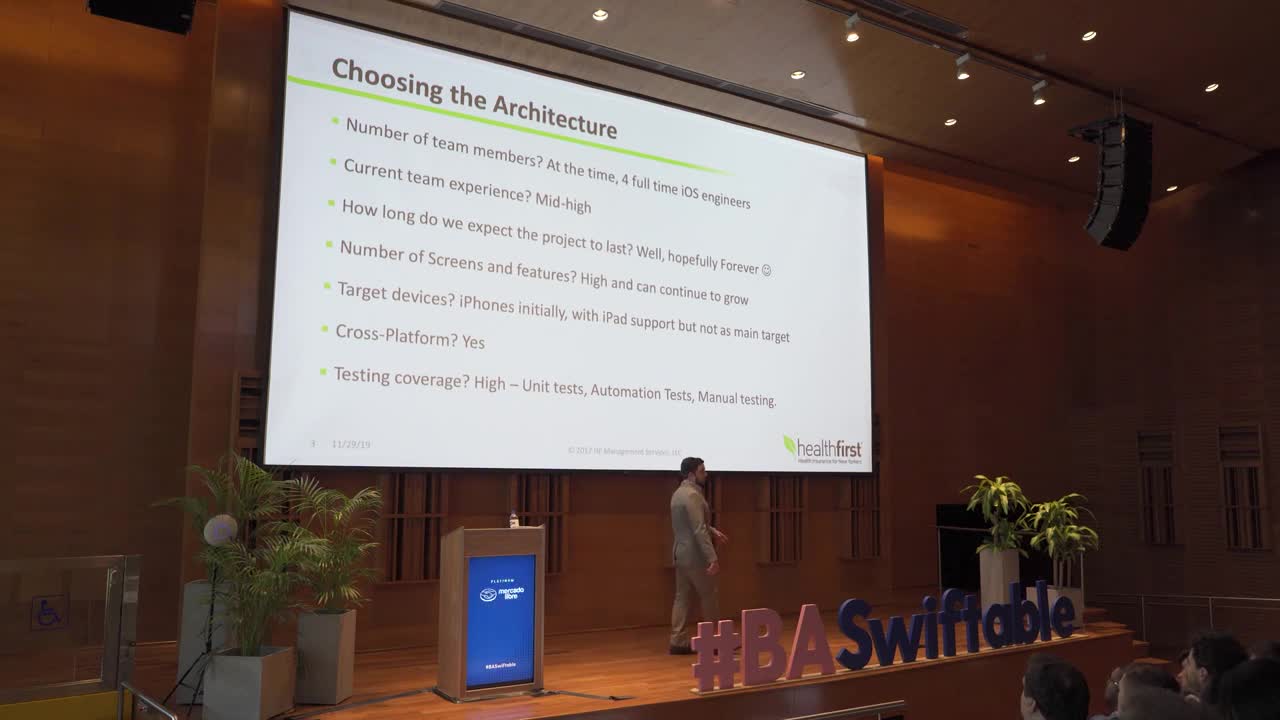 Choosing the Architecture
Number of team members? At the time, 4 full time iOS engineers
Current team experience? Mid-high
How long do we expect the project to last? Well, hopefully Forever ☺
Number of Screens and features? High and can continue to grow
Target devices? iPhones initially, with iPad support but not as main target
Cross-Platform? Yes
Testing coverage? High – Unit tests, Automation Tests, Manual testing.
3 11/29/19
© 2017 HF Management Services, LLC
healthfirst
Health Insurance for New Yorkers
PLATINUM
mercado
libre
#BASwiftable
#BASwiftable